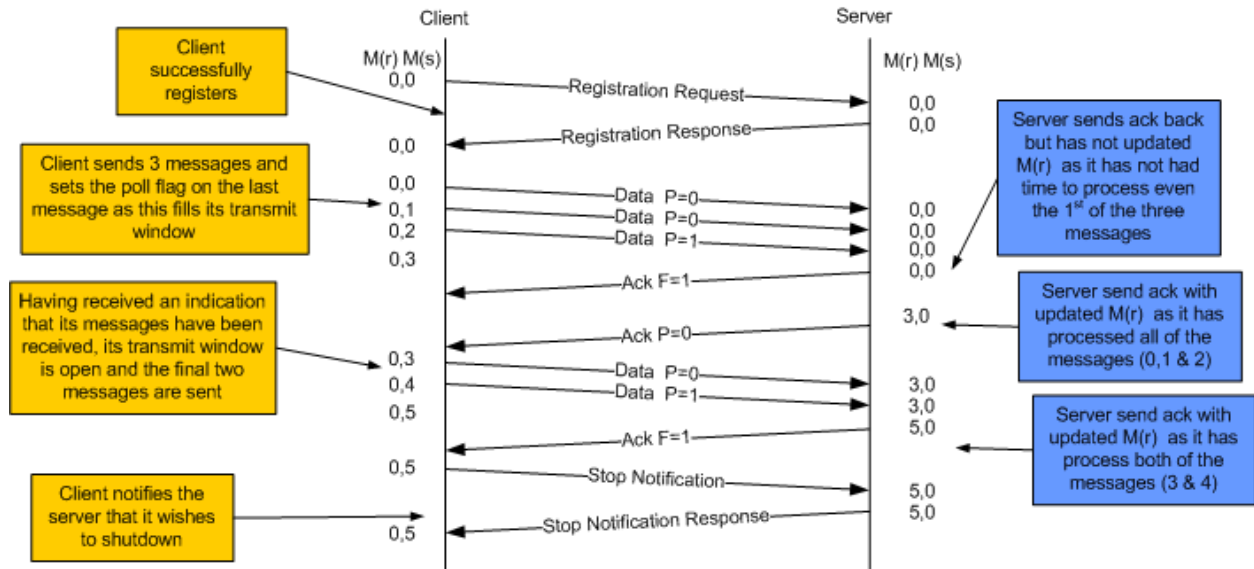 Client
Server
Client
successfully
registers
M(r) M(s)
M(r) M(s)
0,0
Registration Request
0,0
0,0
Registration Response
0,0
Server sends ack back
but has not updated
M(r) as it has not had
time to process even
the 1st of the three
messages
Client sends 3 messages and
sets the poll flag on the last
message as this fills its transmit
window
0,0
Data P=0
0,0
0,1
Data P=0
0,0
0,2
Data P=1
0,0
0,3
0,0
Ack F=1
Having received an indication
that its messages have been
received, its transmit window
is open and the final two
messages are sent
Server send ack with
updated M(r) as it has
processed all of the
messages (0,1 & 2)
3,0
Ack P=0
0,3
Data P=0
3,0
0,4
Data P=1
3,0
0,5
5,0
Ack F=1
Server send ack with
updated M(r) as it has
process both of the
messages (3 & 4)
0,5
Stop Notification
5,0
Client notifies the
server that it wishes
to shutdown
5,0
Stop Notification Response
0,5